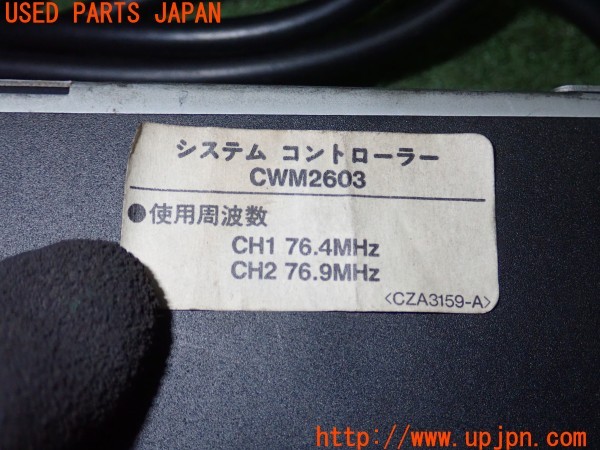 USED PARTS JAPAN
システム コントローラー
CWM2603
●使用周波数
CH1 76.4MHz
CH2 76.9MHz
<CZA3159-A>
http://www.upjpn.com